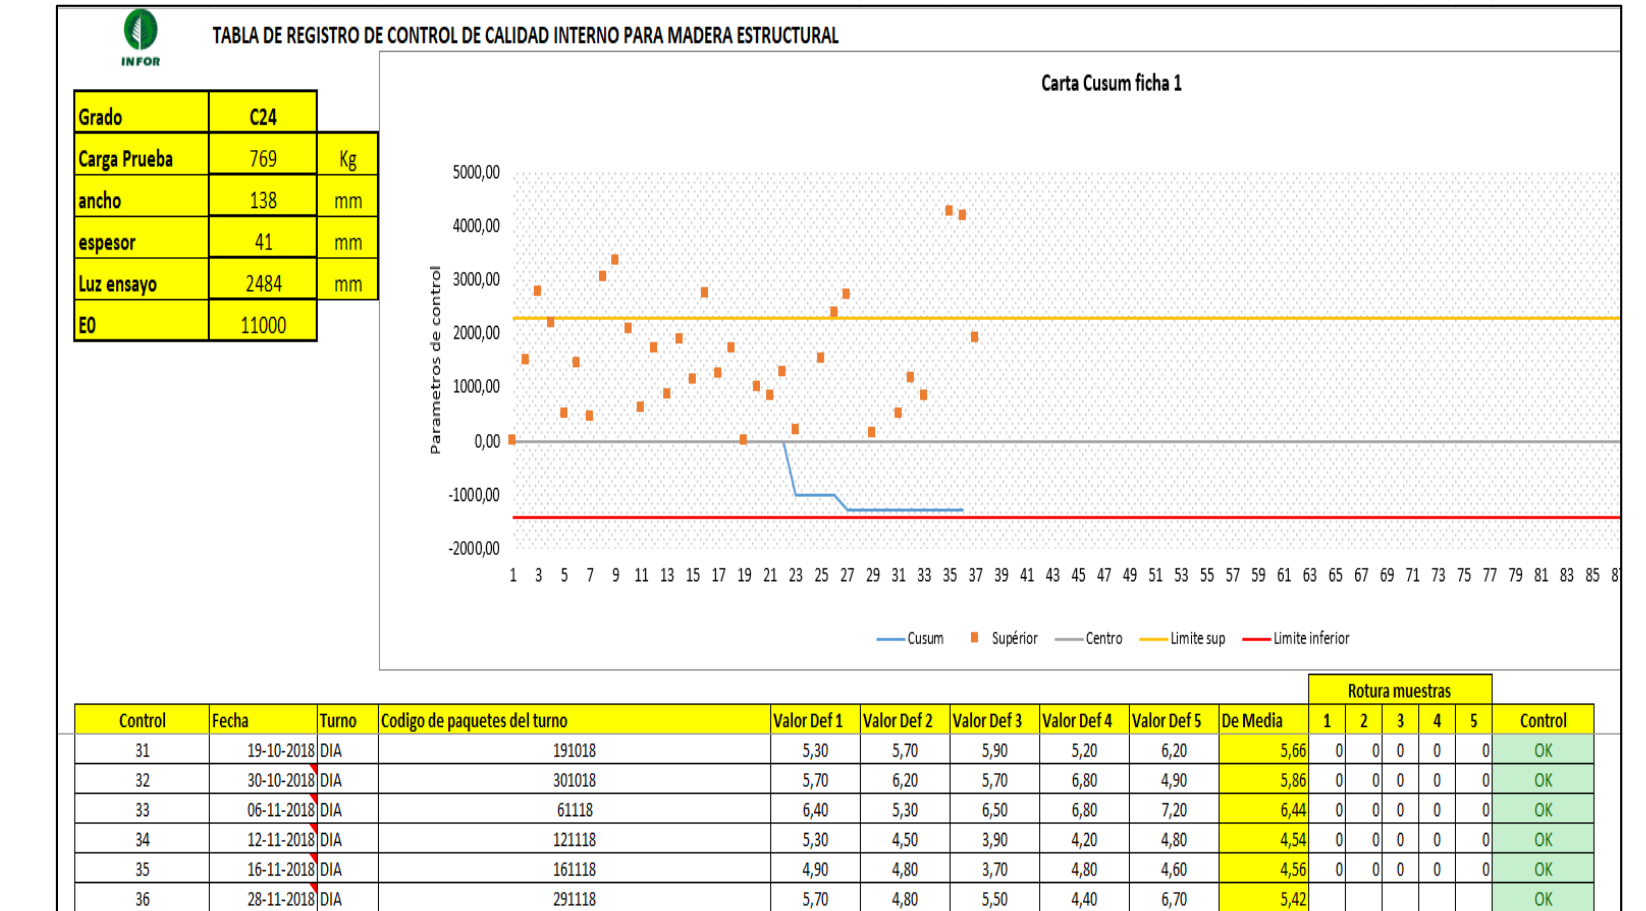 INFOR
TABLA DE REGISTRO DE CONTROL DE CALIDAD INTERNO PARA MADERA ESTRUCTURAL
Grado C24
Carga Prueba 769 Kg
ancho 138 mm
espesor 41 mm
Luz ensayo 2484 mm
E0 11000
Carta Cusum ficha 1
Parametros de control
5000,00
4000,00
3000,00
2000,00
1000,00
0,00
-1000,00
-2000,00
1 3 5 7 9 11 13 15 17 19 21 23 25 27 29 31 33 35 37 39 41 43 45 47 49 51 53 55 57 59 61 63 65 67 69 71 73 75 77 79 81 83 85
Cusum Supérior Centro Limite sup Limite inferior
Rotura muestras
Control Fecha Turno Codigo de paquetes del turno Valor Def 1 Valor Def 2 Valor Def 3 Valor Def 4 Valor Def 5 De Media 1 2 3 4 5 Control
31 19-10-2018 DIA 191018 5,30 5,70 5,90 5,20 6,20 5,66 0 0 0 0 0 OK
32 30-10-2018 DIA 301018 5,70 6,20 5,70 6,80 4,90 5,86 0 0 0 0 0 OK
33 06-11-2018 DIA 61118 6,40 5,30 6,50 6,80 7,20 6,44 0 0 0 0 0 OK
34 12-11-2018 DIA 121118 5,30 4,50 3,90 4,20 4,80 4,54 0 0 0 0 0 OK
35 16-11-2018 DIA 161118 4,90 4,80 3,70 4,80 4,60 4,56 0 0 0 0 0 OK
36 28-11-2018 DIA 291118 5,70 4,80 5,50 4,40 6,70 5,42 OK